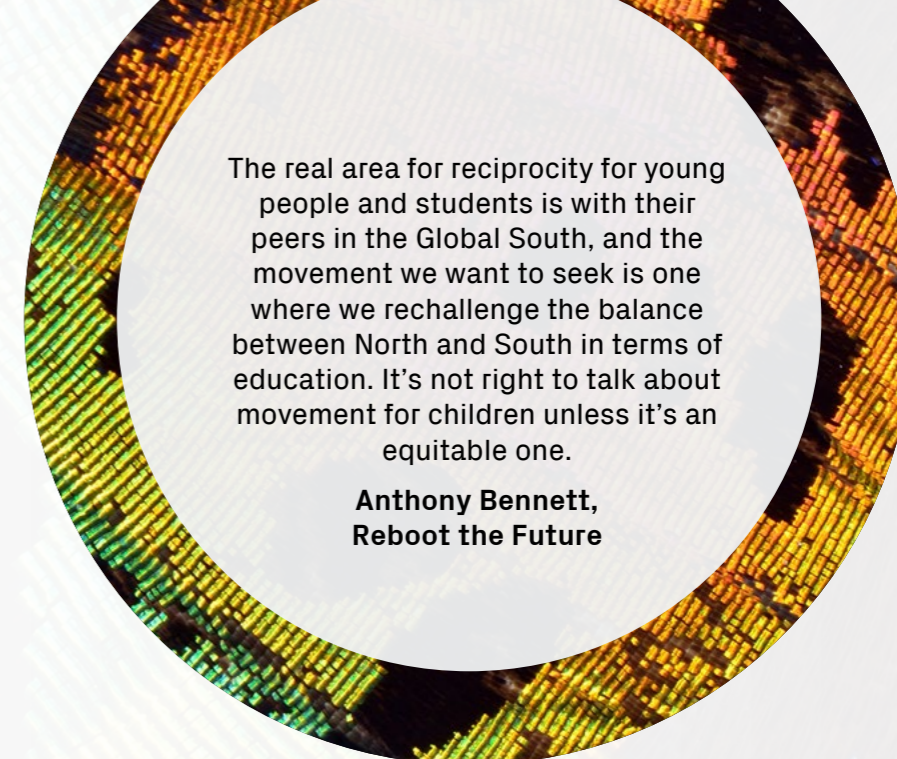 The real area for reciprocity for young
people and students is with their
peers in the Global South, and the
movement we want to seek is one
where we rechallenge the balance
between North and South in terms of
education. It’s not right to talk about
movement for children unless it’s an
equitable one.
Anthony Bennett,
Reboot the Future